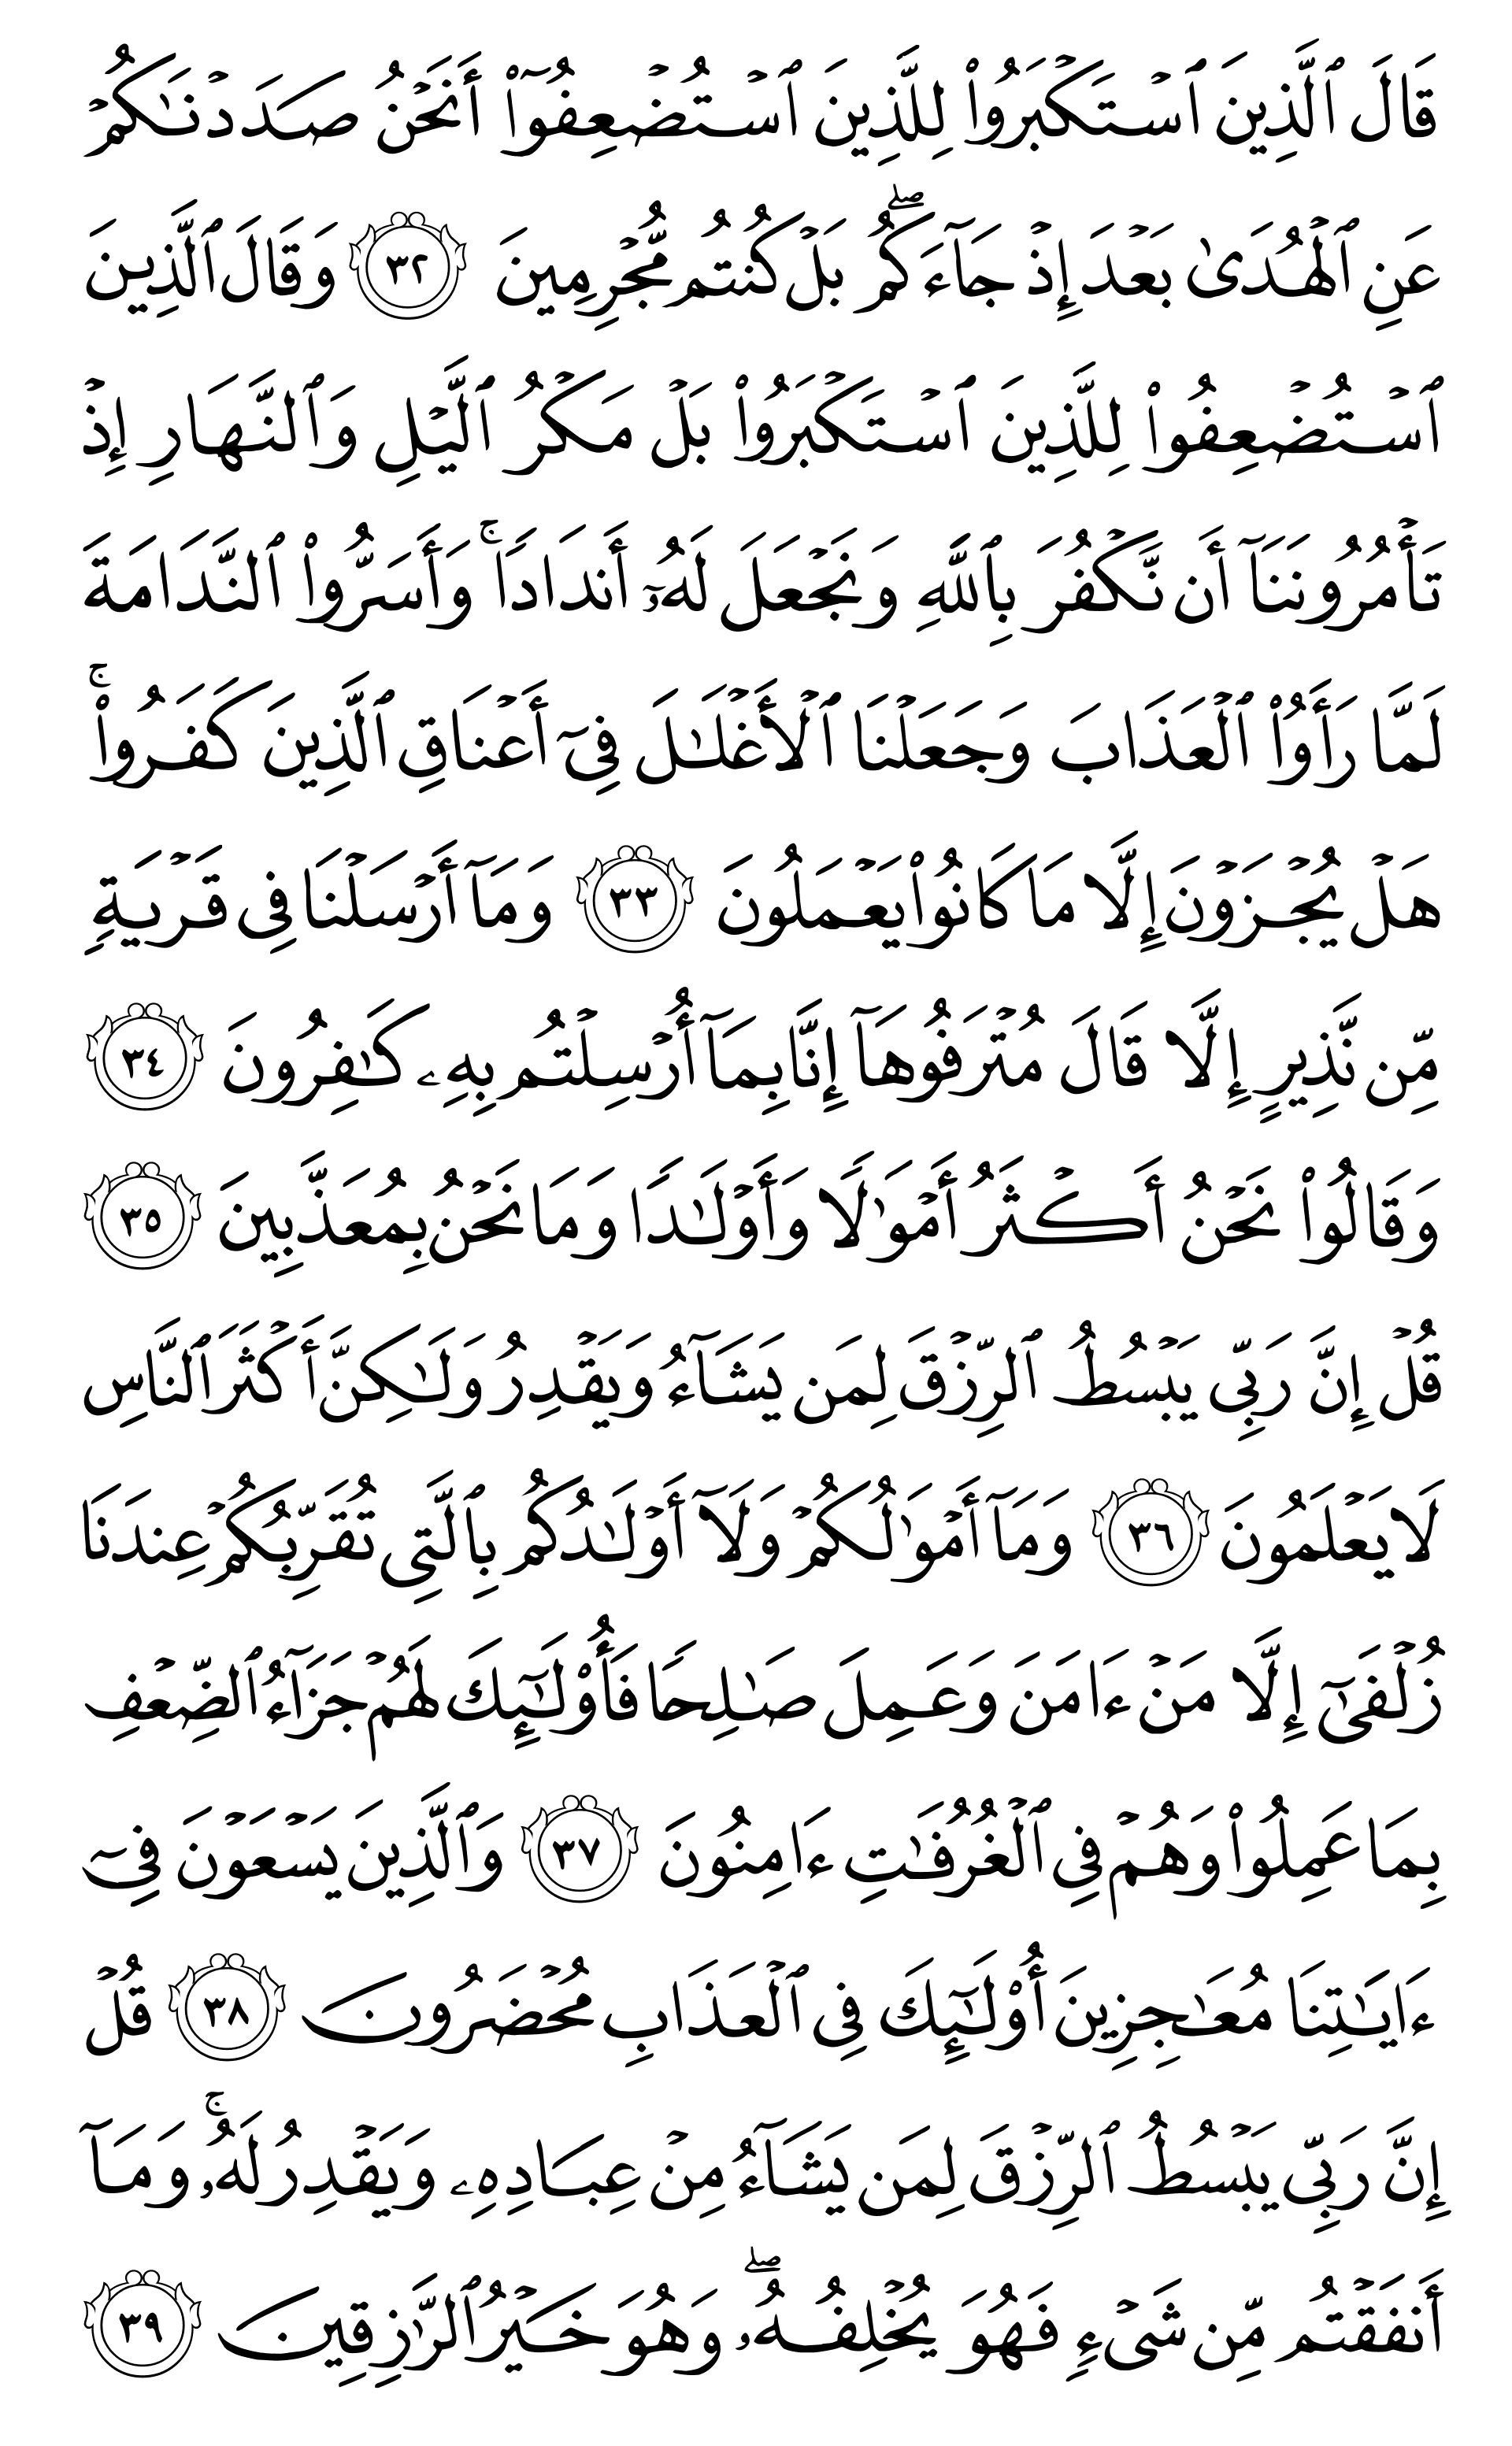 قَالَ ٱلَّذِينَ ٱسۡتَكۡبَرُواْ لِلَّذِينَ ٱسۡتُضۡعِفُوٓاْ أَنَحۡنُ صَدَدۡنَٰكُمۡ
عَنِ ٱلۡهُدَىٰ بَعۡدَ إِذۡ جَآءَكُمۖ بَلۡ كُنتُم مُّجۡرِمِينَ ٣٢ وَقَالَ ٱلَّذِينَ
ٱسۡتُضۡعِفُواْ لِلَّذِينَ ٱسۡتَكۡبَرُواْ بَلۡ مَكۡرُ ٱلَّيۡلِ وَٱلنَّهَارِ إِذۡ
تَأۡمُرُونَنَآ أَن نَّكۡفُرَ بِٱللَّهِ وَنَجۡعَلَ لَهُۥٓ أَندَادٗاۚ وَأَسَرُّواْ ٱلنَّدَامَةَ
لَمَّا رَأَوُاْ ٱلۡعَذَابَ وَجَعَلۡنَا ٱلۡأَغۡلَٰلَ فِيٓ أَعۡنَاقِ ٱلَّذِينَ كَفَرُواْۚ
هَلۡ يُجۡزَوۡنَ إِلَّا مَا كَانُواْ يَعۡمَلُونَ ٣٣ وَمَآ أَرۡسَلۡنَا فِي قَرۡيَةٖ
مِّن نَّذِيرٍ إِلَّا قَالَ مُتۡرَفُوهَآ إِنَّا بِمَآ أُرۡسِلۡتُم بِهِۦ كَٰفِرُونَ ٣٤
وَقَالُواْ نَحۡنُ أَكۡثَرُ أَمۡوَٰلٗا وَأَوۡلَٰدٗا وَمَا نَحۡنُ بِمُعَذَّبِينَ ٣٥
قُلۡ إِنَّ رَبِّي يَبۡسُطُ ٱلرِّزۡقَ لِمَن يَشَآءُ وَيَقۡدِرُ وَلَٰكِنَّ أَكۡثَرَ ٱلنَّاسِ
لَا يَعۡلَمُونَ ٣٦ وَمَآ أَمۡوَٰلُكُمۡ وَلَآ أَوۡلَٰدُكُم بِٱلَّتِي تُقَرِّبُكُمۡ عِندَنَا
زُلۡفَىٰٓ إِلَّا مَنۡ ءَامَنَ وَعَمِلَ صَٰلِحٗا فَأُوْلَٰٓئِكَ لَهُمۡ جَزَآءُ ٱلضِّعۡفِ
بِمَا عَمِلُواْ وَهُمۡ فِي ٱلۡغُرُفَٰتِ ءَامِنُونَ ٣٧ وَٱلَّذِينَ يَسۡعَوۡنَ فِيٓ
ءَايَٰتِنَا مُعَٰجِزِينَ أُوْلَٰٓئِكَ فِي ٱلۡعَذَابِ مُحۡضَرُونَ ٣٨ قُلۡ
إِنَّ رَبِّي يَبۡسُطُ ٱلرِّزۡقَ لِمَن يَشَآءُ مِنۡ عِبَادِهِۦ وَيَقۡدِرُ لَهُۥۚ وَمَآ
أَنفَقۡتُم مِّن شَيۡءٖ فَهُوَ يُخۡلِفُهُۥۖ وَهُوَ خَيۡرُ ٱلرَّٰزِقِينَ ٣٩